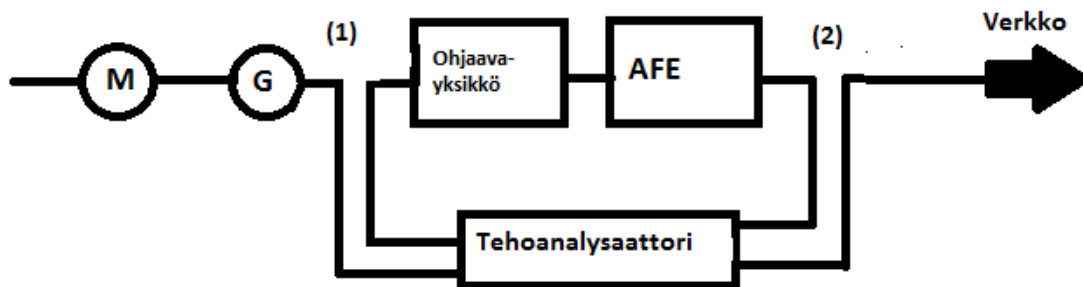 M
G
(1)
Ohjaava-
yksikkö
AFE
(2)
Verkko
Tehoanalysaattori